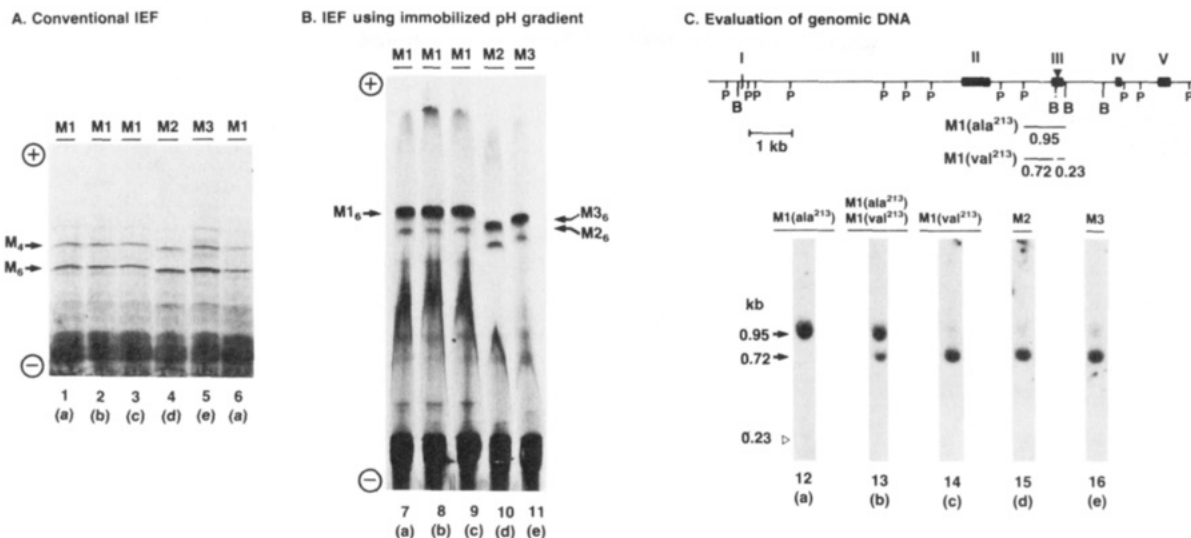 A. Conventional IEF
M1 M1 M1 M2 M3 M1
+
M4
M6
−
1 2 3 4 5 6
(a) (b) (c) (d) (e) (a)
B. IEF using immobilized pH gradient
M1 M1 M1 M2 M3
+
M1₆
M3₆
M2₆
−
7 8 9 10 11
(a) (b) (c) (d) (e)
C. Evaluation of genomic DNA
I II III IV V
P P P P P P P P P P P P
B B B B
1 kb
M1(ala²¹³)
0.95
M1(val²¹³)
0.72 0.23
M1(ala²¹³)
M1(ala²¹³) M1(val²¹³) M1(val²¹³) M2 M3
kb
0.95
0.72
0.23
12 13 14 15 16
(a) (b) (c) (d) (e)